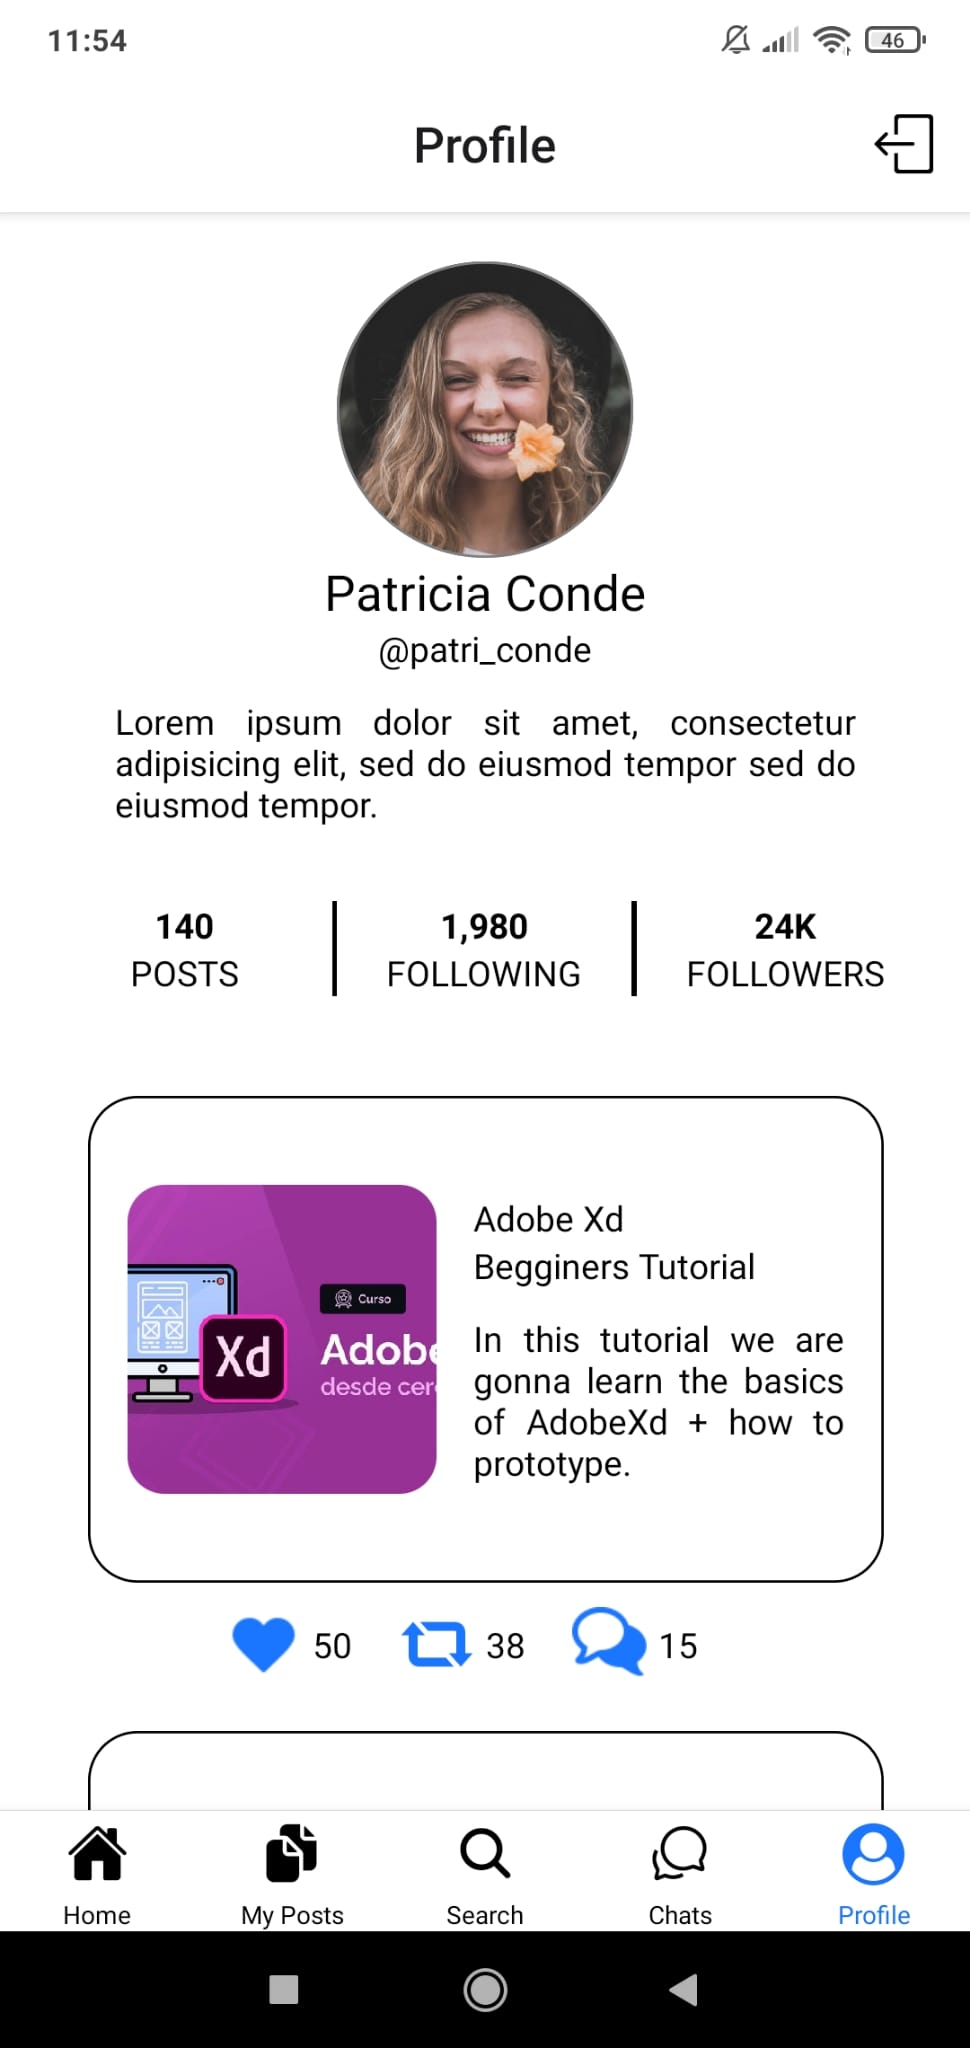 11:54
46
Profile
Patricia Conde
@patri_conde
Lorem ipsum dolor sit amet, consectetur
adipisicing elit, sed do eiusmod tempor sed do
eiusmod tempor.
140
POSTS
1,980
FOLLOWING
24K
FOLLOWERS
Curso
Xd
Adobe
desde cer
Adobe Xd
Begginers Tutorial
In this tutorial we are
gonna learn the basics
of AdobeXd + how to
prototype.
50
38
15
Home
My Posts
Search
Chats
Profile